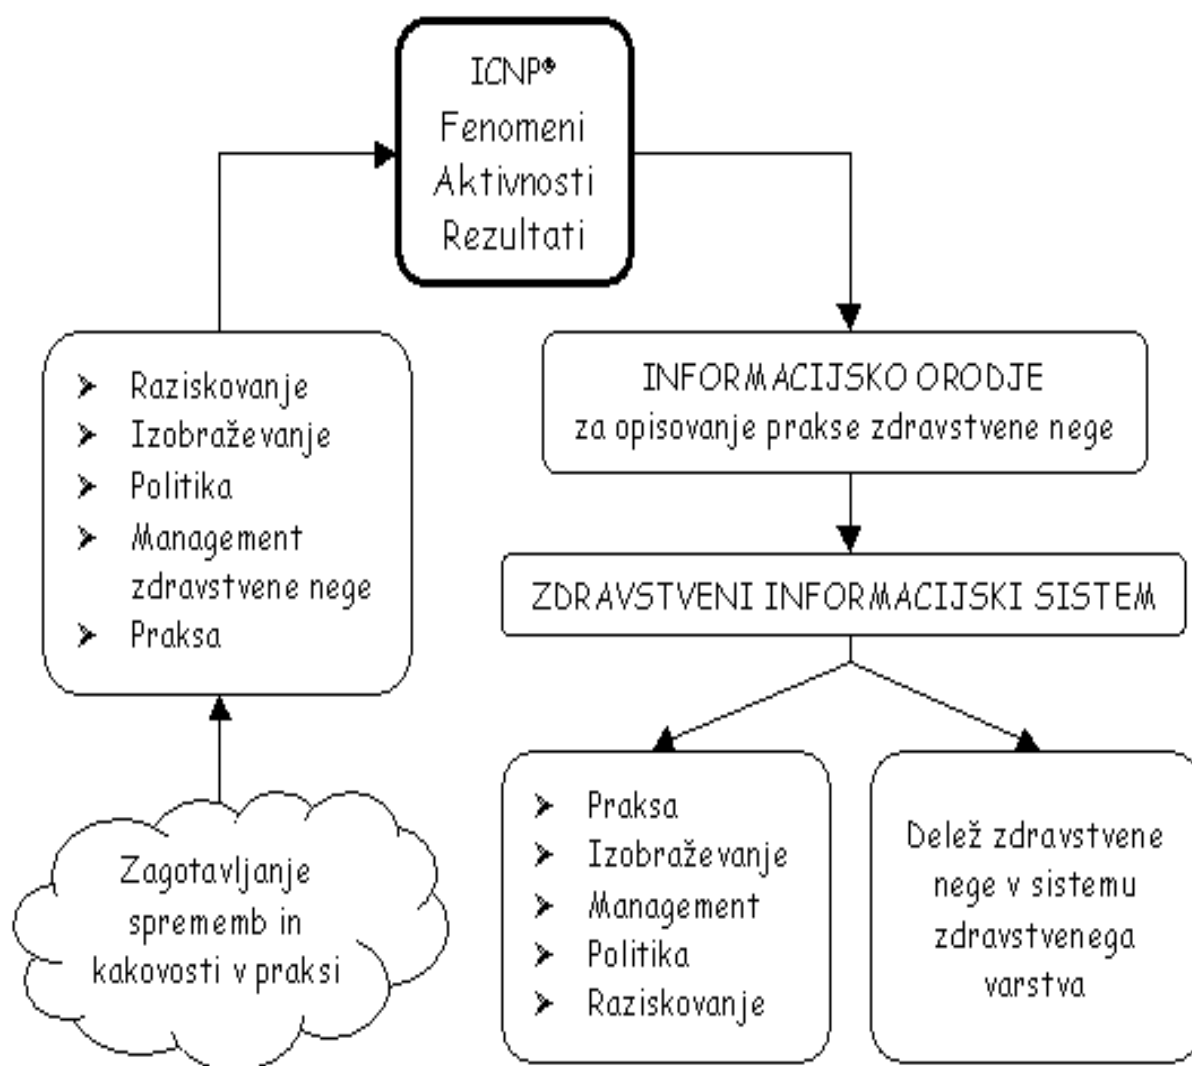 ICNP®
Fenomeni
Aktivnosti
Rezultati
➤ Raziskovanje
➤ Izobraževanje
➤ Politika
➤ Management
zdravstvene nege
➤ Praksa
INFORMACIJSKO ORODJE
za opisovanje prakse zdravstvene nege
ZDRAVSTVENI INFORMACIJSKI SISTEM
Zagotavljanje
sprememb in
kakovosti v praksi
➤ Praksa
➤ Izobraževanje
➤ Management
➤ Politika
➤ Raziskovanje
Delež zdravstvene
nege v sistemu
zdravstvenega
varstva